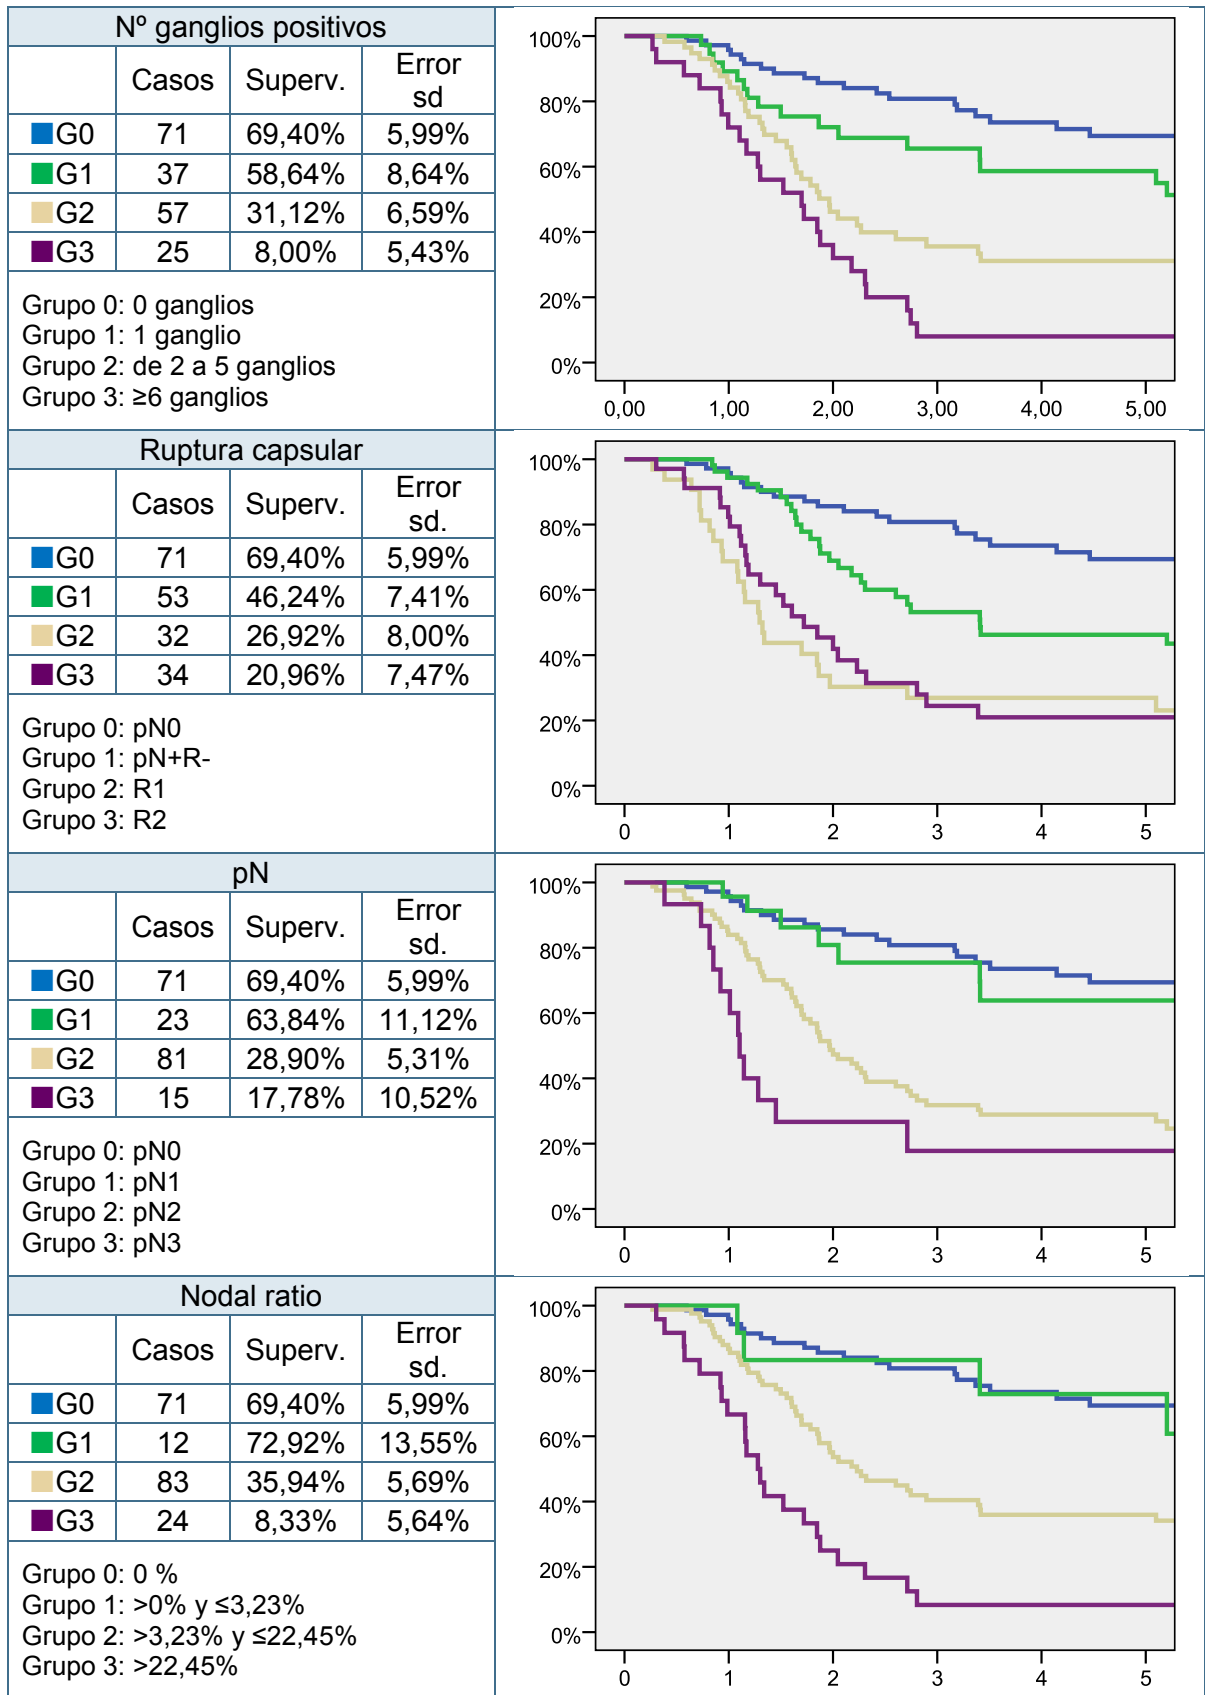 Nº ganglios positivos
Casos Superv. Error sd
G0 71 69,40% 5,99%
G1 37 58,64% 8,64%
G2 57 31,12% 6,59%
G3 25 8,00% 5,43%
Grupo 0: 0 ganglios
Grupo 1: 1 ganglio
Grupo 2: de 2 a 5 ganglios
Grupo 3: ≥6 ganglios
100%
80%
60%
40%
20%
0%
0,00 1,00 2,00 3,00 4,00 5,00
Ruptura capsular
Casos Superv. Error sd.
G0 71 69,40% 5,99%
G1 53 46,24% 7,41%
G2 32 26,92% 8,00%
G3 34 20,96% 7,47%
Grupo 0: pN0
Grupo 1: pN+R-
Grupo 2: R1
Grupo 3: R2
100%
80%
60%
40%
20%
0%
0 1 2 3 4 5
pN
Casos Superv. Error sd.
G0 71 69,40% 5,99%
G1 23 63,84% 11,12%
G2 81 28,90% 5,31%
G3 15 17,78% 10,52%
Grupo 0: pN0
Grupo 1: pN1
Grupo 2: pN2
Grupo 3: pN3
100%
80%
60%
40%
20%
0%
0 1 2 3 4 5
Nodal ratio
Casos Superv. Error sd.
G0 71 69,40% 5,99%
G1 12 72,92% 13,55%
G2 83 35,94% 5,69%
G3 24 8,33% 5,64%
Grupo 0: 0 %
Grupo 1: >0% y ≤3,23%
Grupo 2: >3,23% y ≤22,45%
Grupo 3: >22,45%
100%
80%
60%
40%
20%
0%
0 1 2 3 4 5